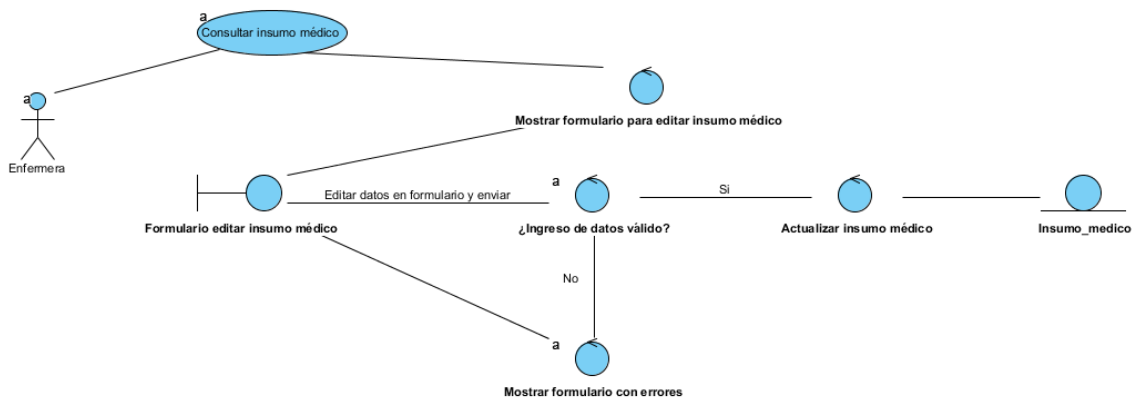 a
Consultar insumo médico
a
Enfermera
Mostrar formulario para editar insumo médico
Editar datos en formulario y enviar
a
Si
Formulario editar insumo médico
¿Ingreso de datos válido?
Actualizar insumo médico
Insumo_medico
No
a
Mostrar formulario con errores